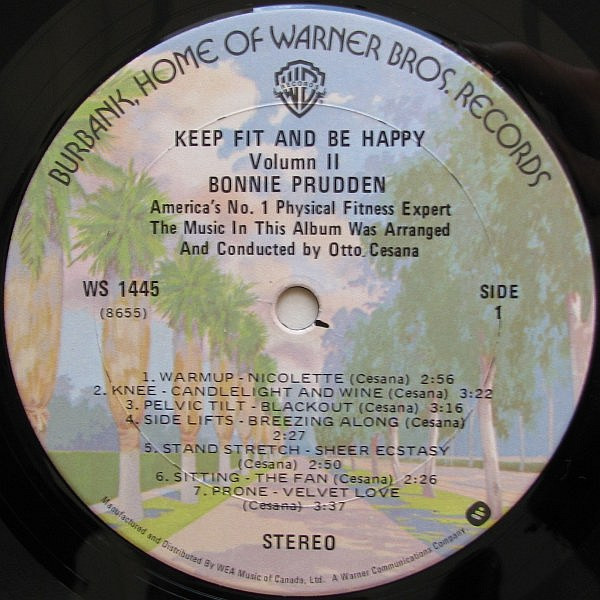 BURBANK, HOME OF WARNER BROS. RECORDS
WB
RECORDS
KEEP FIT AND BE HAPPY
Volumn II
BONNIE PRUDDEN
America's No. 1 Physical Fitness Expert
The Music In This Album Was Arranged
And Conducted by Otto Cesana
WS 1445
(8655)
SIDE
1
1. WARMUP - NICOLETTE (Cesana) 2:56
2. KNEE - CANDLELIGHT AND WINE (Cesana) 3:22
3. PELVIC TILT - BLACKOUT (Cesana) 3:16
4. SIDE LIFTS - BREEZING ALONG (Cesana)
2:27
5. STAND STRETCH - SHEER ECSTASY
(Cesana) 2:50
6. SITTING - THE FAN (Cesana) 2:26
7. PRONE - VELVET LOVE
(Cesana) 3:37
STEREO
Manufactured and Distributed By WEA Music of Canada, Ltd. A Warner Communications Company